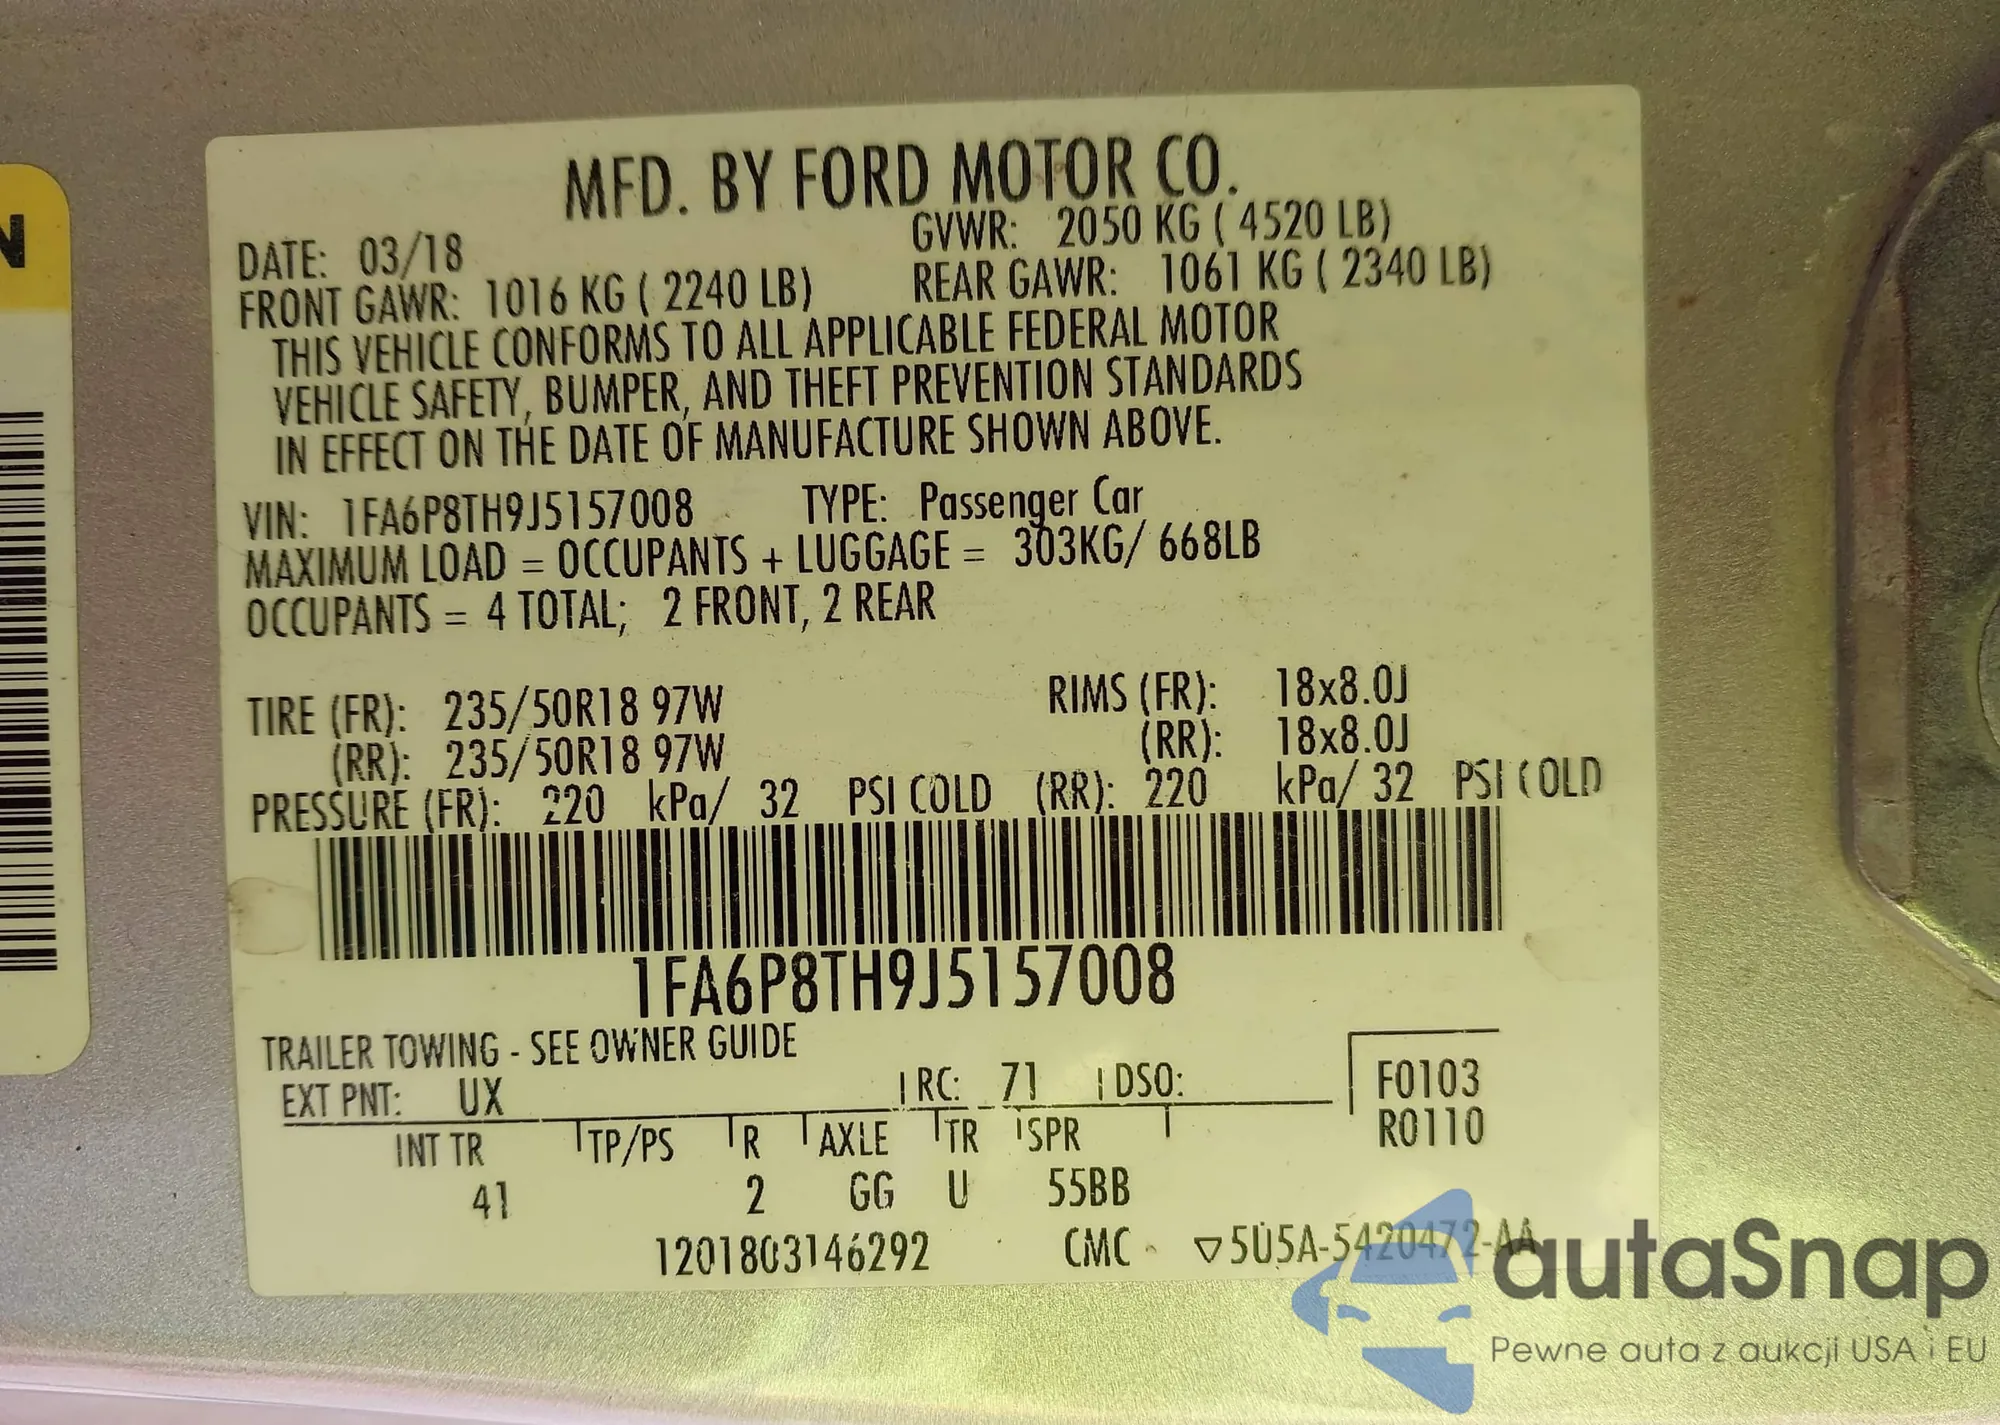 N
MFD. BY FORD MOTOR CO.
DATE: 03/18 GVWR: 2050 KG ( 4520 LB)
FRONT GAWR: 1016 KG ( 2240 LB) REAR GAWR: 1061 KG ( 2340 LB)
THIS VEHICLE CONFORMS TO ALL APPLICABLE FEDERAL MOTOR
VEHICLE SAFETY, BUMPER, AND THEFT PREVENTION STANDARDS
IN EFFECT ON THE DATE OF MANUFACTURE SHOWN ABOVE.
VIN: 1FA6P8TH9J5157008 TYPE: Passenger Car
MAXIMUM LOAD = OCCUPANTS + LUGGAGE = 303KG/ 668LB
OCCUPANTS = 4 TOTAL; 2 FRONT, 2 REAR
TIRE (FR): 235/50R18 97W RIMS (FR): 18x8.0J
(RR): 235/50R18 97W (RR): 18x8.0J
PRESSURE (FR): 220 kPa/ 32 PSI COLD (RR): 220 kPa/ 32 PSI COLD
1FA6P8TH9J5157008
TRAILER TOWING - SEE OWNER GUIDE
EXT PNT: UX RC: 71 DSO: F0103
INT TR TP/PS R AXLE TR SPR R0110
41 2 GG U 55BB
1201803146292 CMC ▽5U5A-5420472-AA
autaSnap
Pewne auta z aukcji USA i EU